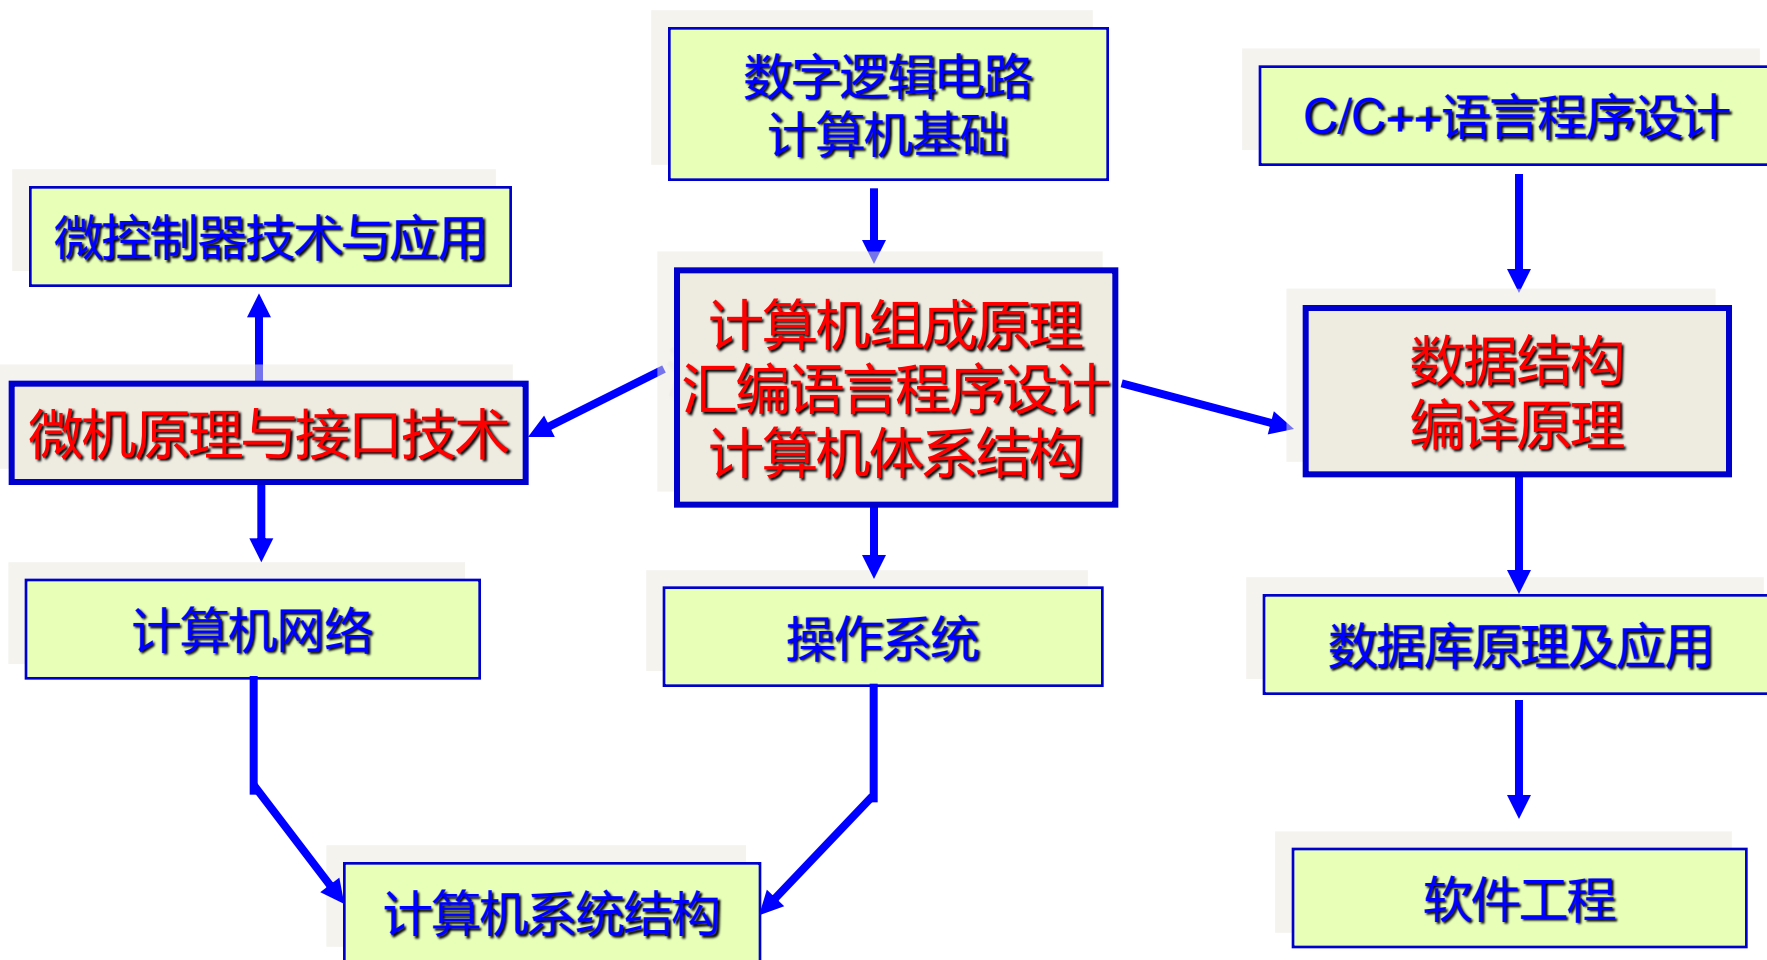 数字逻辑电路
计算机基础
C/C++语言程序设计
微控制器技术与应用
计算机组成原理
汇编语言程序设计
计算机体系结构
数据结构
编译原理
微机原理与接口技术
计算机网络
操作系统
数据库原理及应用
计算机系统结构
软件工程